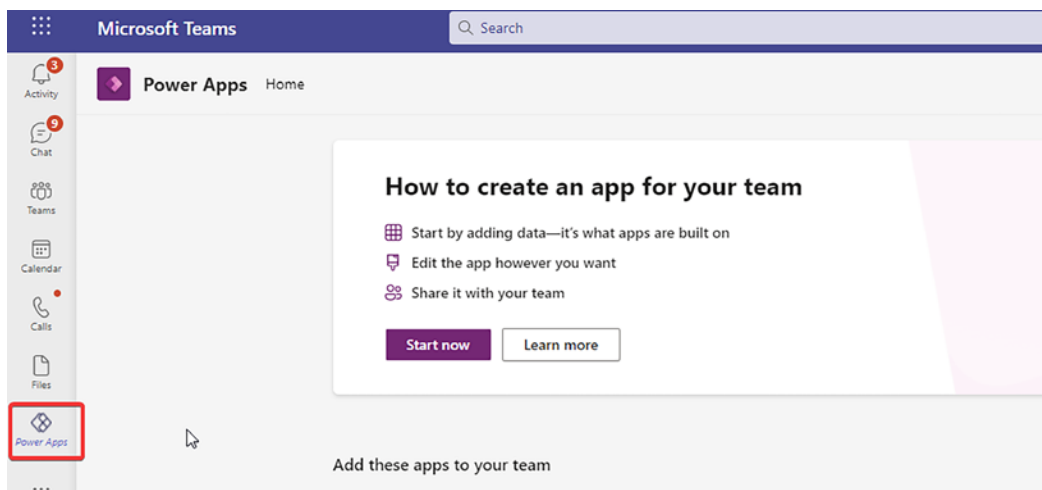 Microsoft Teams
Search
3
Activity
Power Apps Home
9
Chat
Teams
Calendar
Calls
Files
Power Apps
How to create an app for your team
Start by adding data—it's what apps are built on
Edit the app however you want
Share it with your team
Start now
Learn more
Add these apps to your team